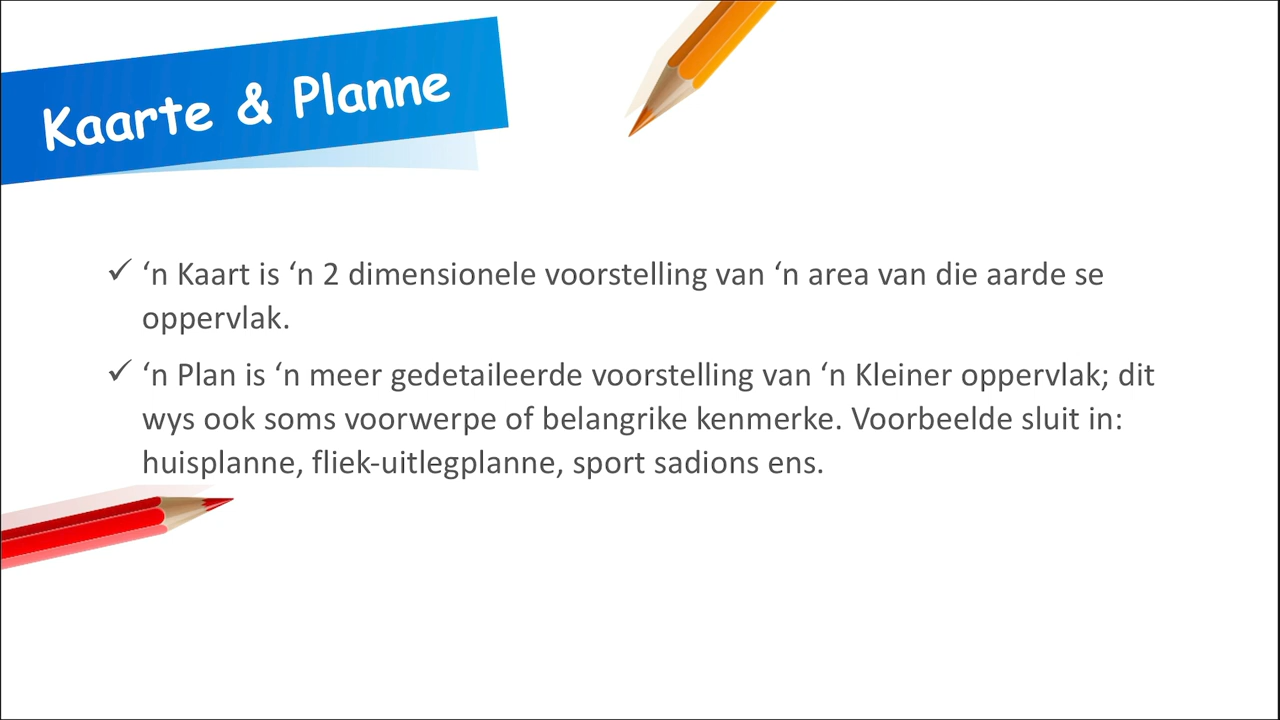 Kaarte & Planne
✓ ‘n Kaart is ‘n 2 dimensionele voorstelling van ‘n area van die aarde se
oppervlak.
✓ ‘n Plan is ‘n meer gedetaileerde voorstelling van ‘n Kleiner oppervlak; dit
wys ook soms voorwerpe of belangrike kenmerke. Voorbeelde sluit in:
huisplanne, fliek-uitlegplanne, sport sadions ens.